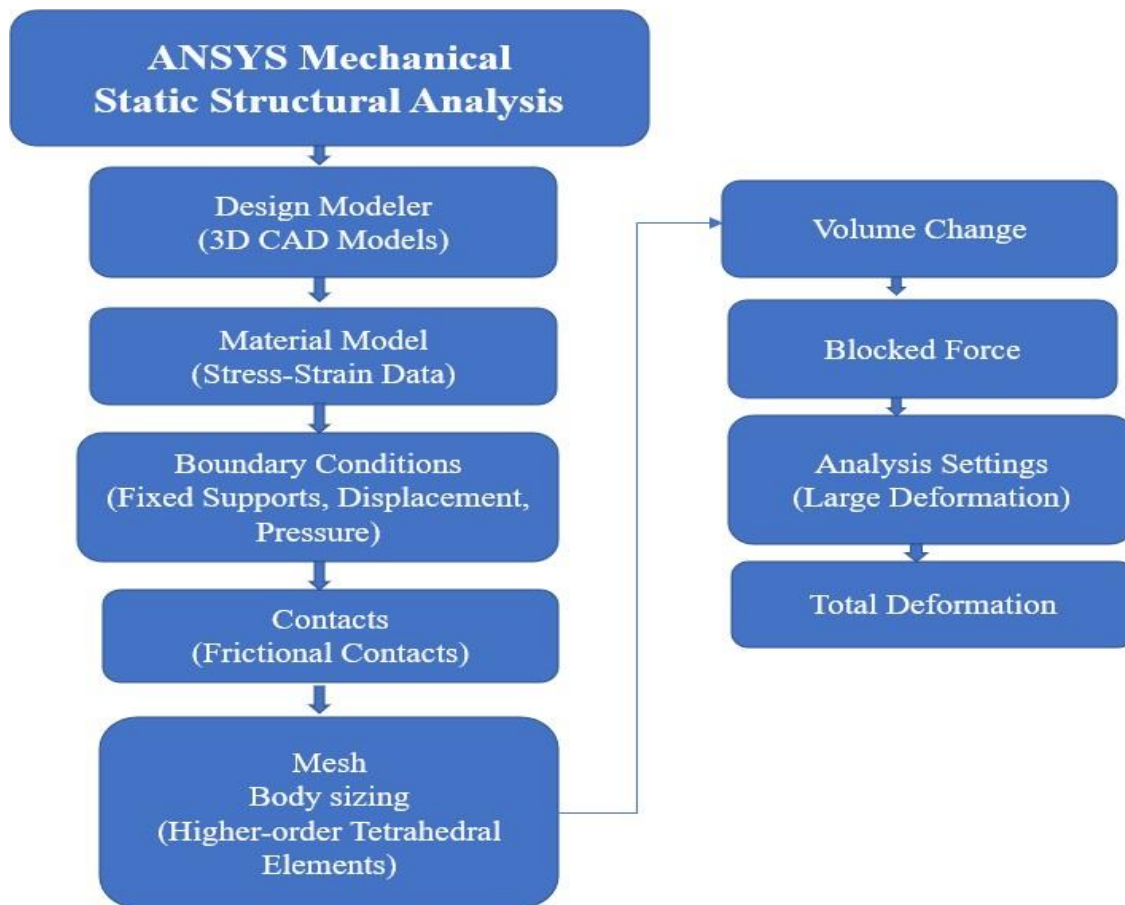 ANSYS Mechanical
Static Structural Analysis
Design Modeler
(3D CAD Models)
Material Model
(Stress-Strain Data)
Boundary Conditions
(Fixed Supports, Displacement,
Pressure)
Contacts
(Frictional Contacts)
Mesh
Body sizing
(Higher-order Tetrahedral
Elements)
Volume Change
Blocked Force
Analysis Settings
(Large Deformation)
Total Deformation